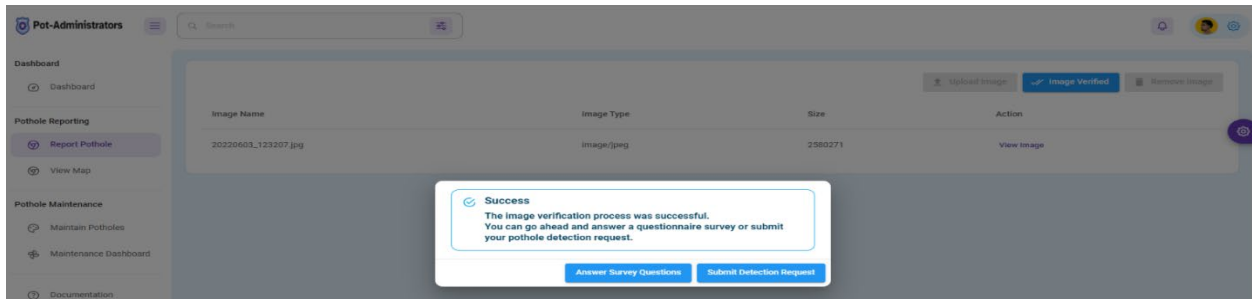 Pot-Administrators
Search
Dashboard
Dashboard
Upload Image
Image Verified
Remove Image
Pothole Reporting
Image Name Image Type Size Action
Report Pothole
20220603_123207.jpg image/jpeg 2580271 View Image
View Map
Pothole Maintenance
Maintain Potholes
Maintenance Dashboard
Documentation
Success
The image verification process was successful.
You can go ahead and answer a questionnaire survey or submit
your pothole detection request.
Answer Survey Questions
Submit Detection Request